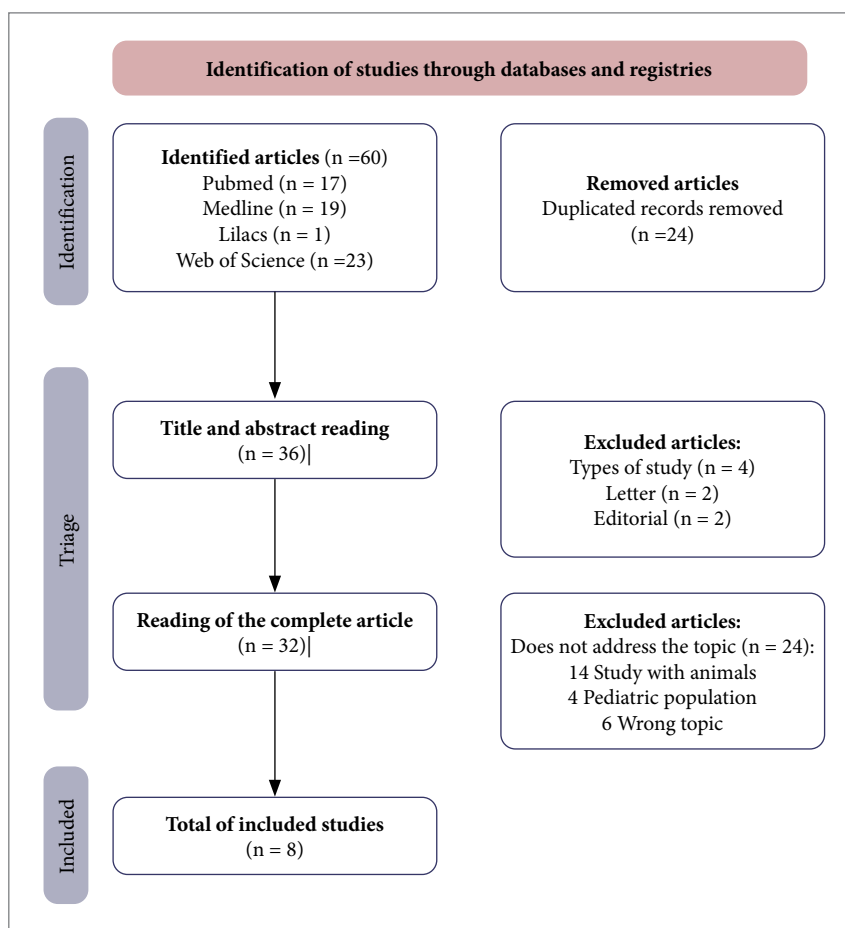 Identification of studies through databases and registries
Identification
Identified articles (n =60)
Pubmed (n = 17)
Medline (n = 19)
Lilacs (n = 1)
Web of Science (n =23)
Removed articles
Duplicated records removed
(n =24)
Triage
Title and abstract reading
(n = 36)|
Excluded articles:
Types of study (n = 4)
Letter (n = 2)
Editorial (n = 2)
Reading of the complete article
(n = 32)|
Excluded articles:
Does not address the topic (n = 24):
14 Study with animals
4 Pediatric population
6 Wrong topic
Included
Total of included studies
(n = 8)